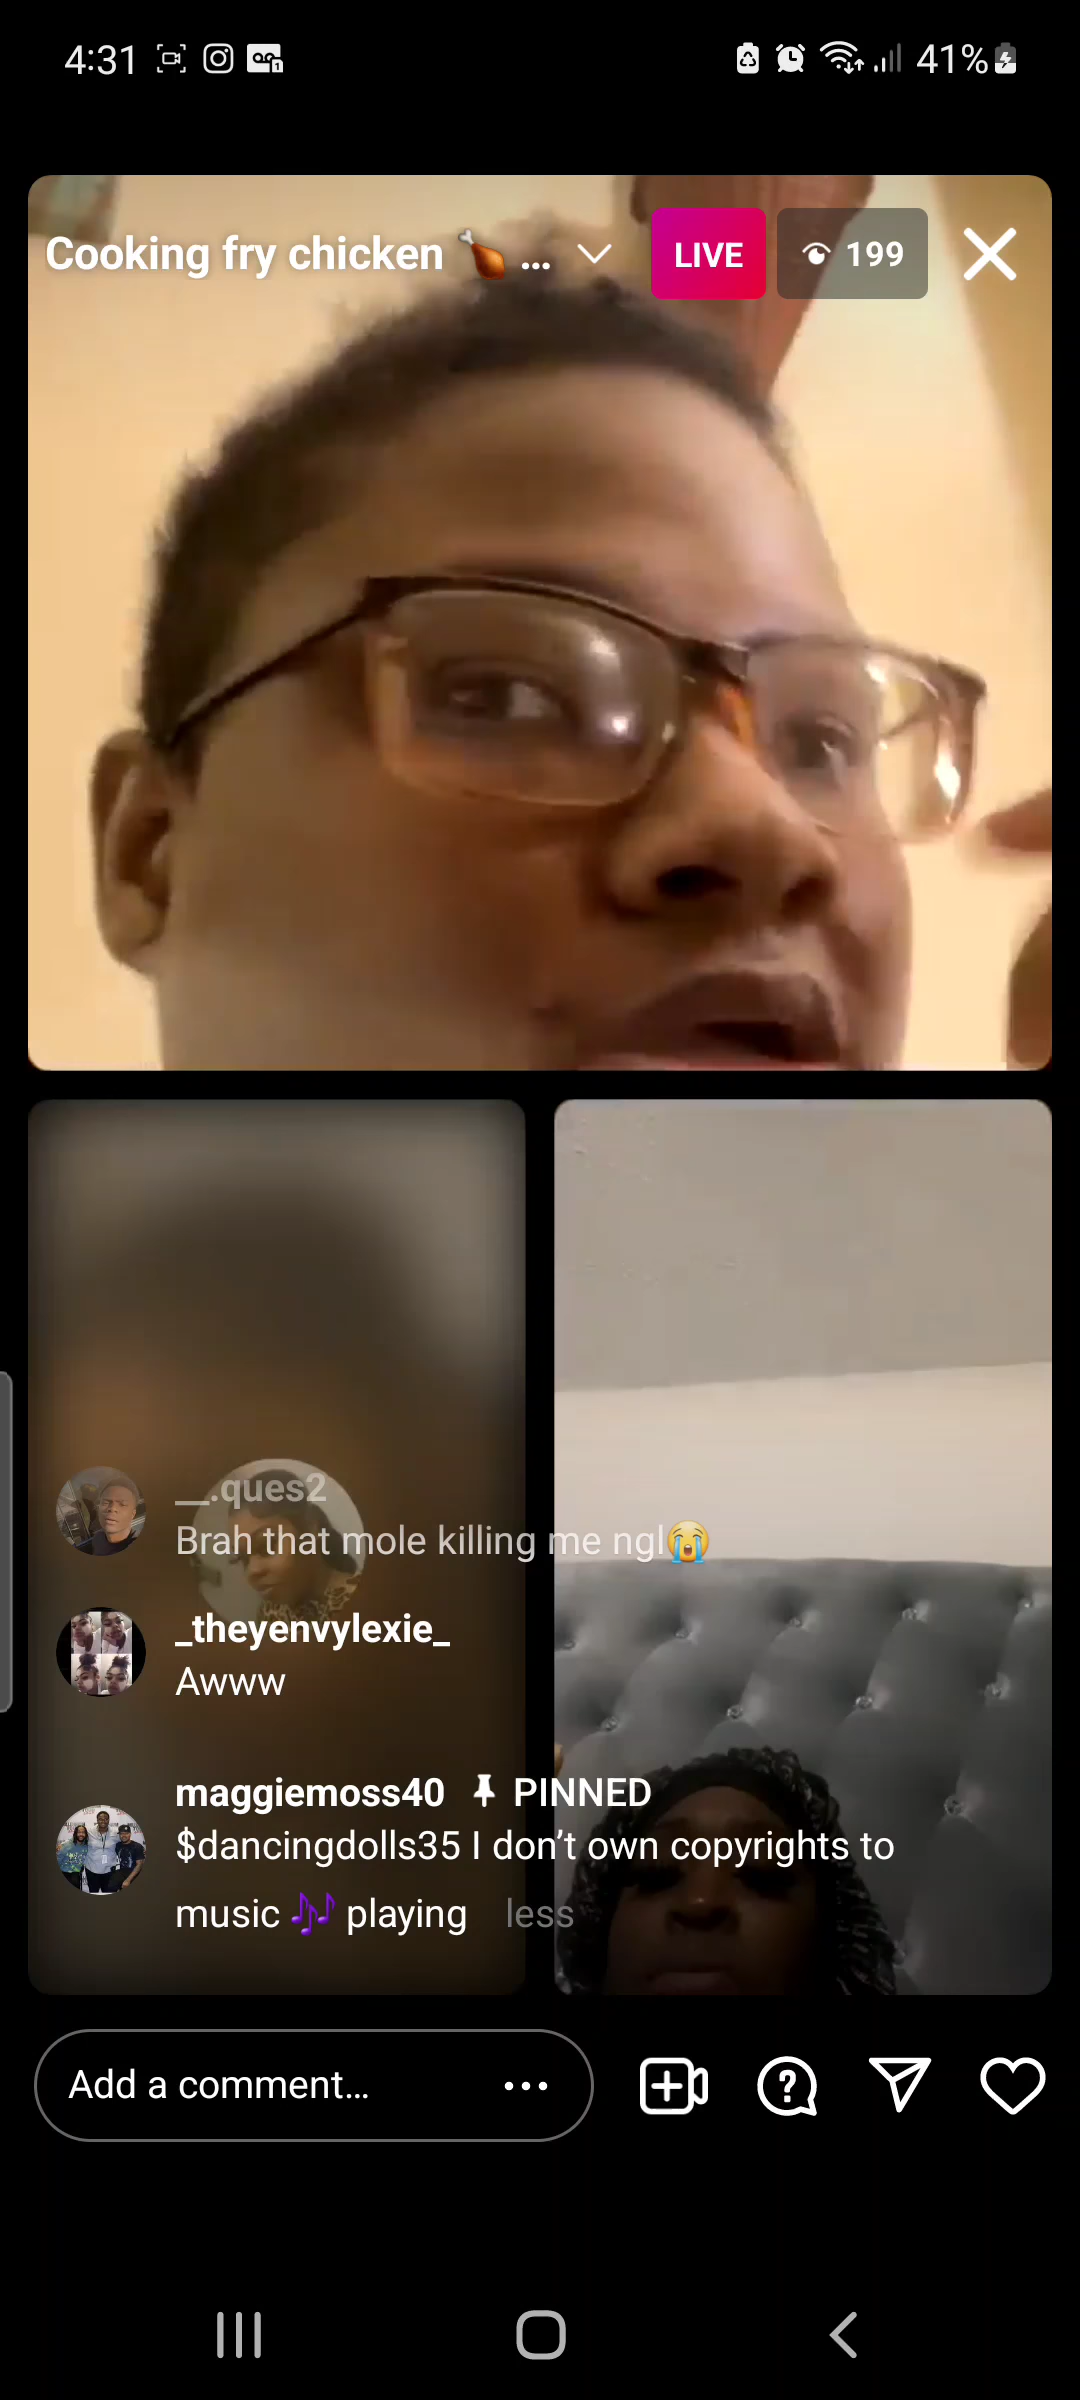 4:31
41%
Cooking fry chicken 🍗 ...
LIVE
199
__.ques2
Brah that mole killing me ngl😭
_theyenvylexie_
Awww
maggiemoss40 📌 PINNED
$dancingdolls35 I don’t own copyrights to
music 🎶 playing less
Add a comment...